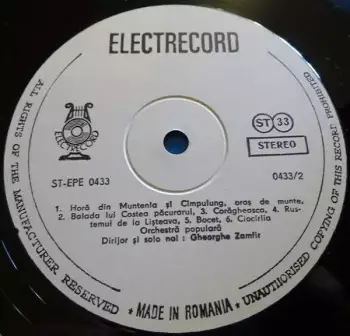 ELECTRECORD
ALL RIGHTS OF THE MANUFACTURER RESERVED
UNAUTHORISED COPYING OF THIS RECORD PROHIBITED
ELECTRECORD
ST 33
STEREO
ST-EPE 0433
0433/2
1. Horă din Muntenia şi Cîmpulung, oraş de munte,
2. Balada lui Costea păcurarul, 3. Corăgheasca, 4. Rus-
temul de la Lişteava, 5. Bocet, 6. Ciocîrlia
Orchestră populară
Dirijor şi solo nai: Gheorghe Zamfir
MADE IN ROMANIA